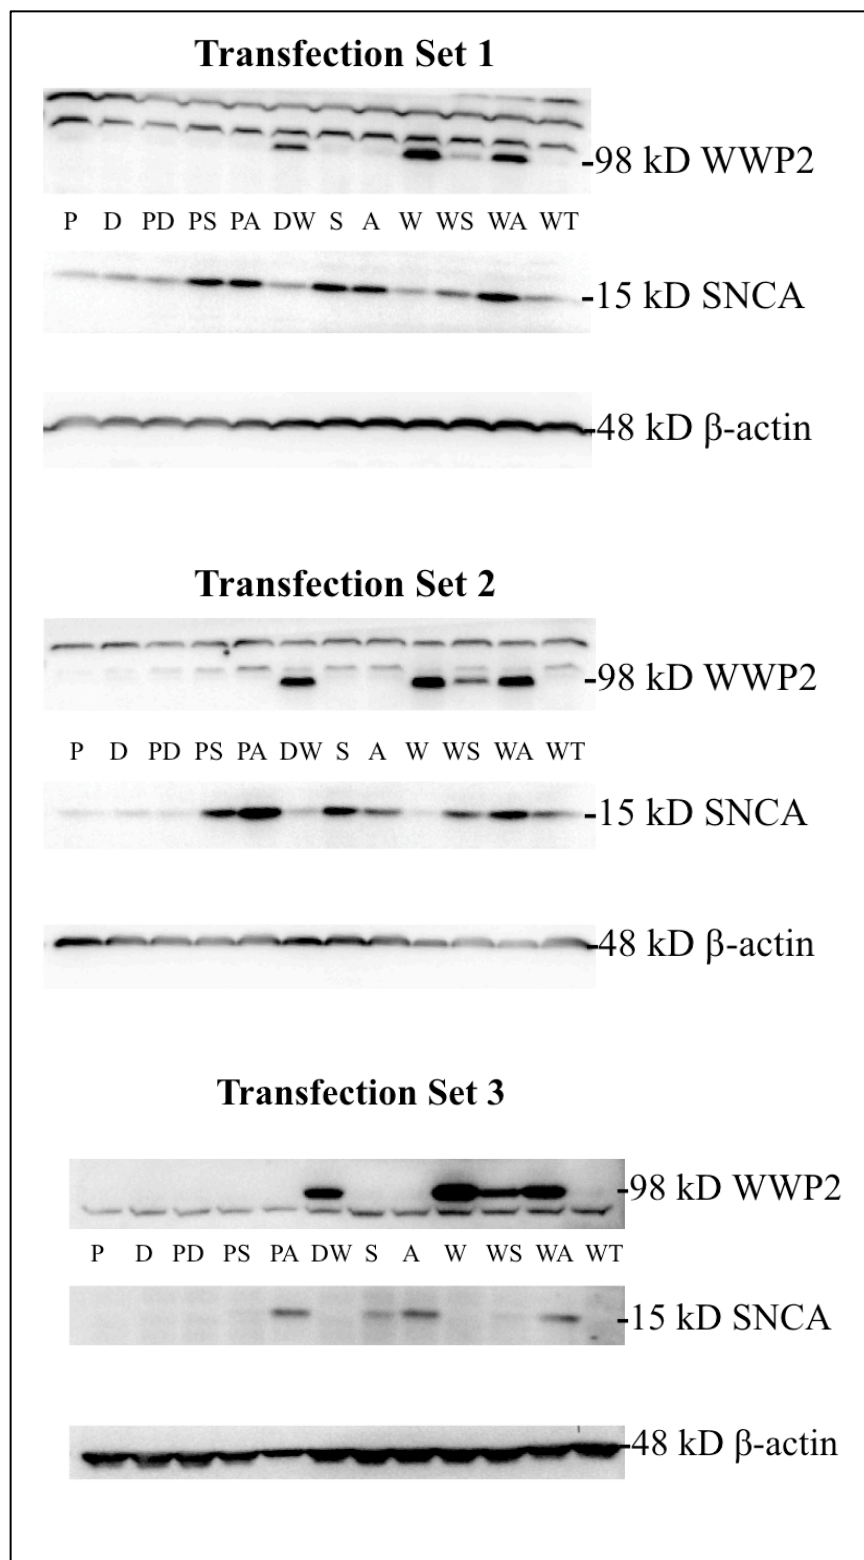 Transfection Set 1
-98 kD WWP2
P D PD PS PA DW S A W WS WA WT
-15 kD SNCA
-48 kD β-actin
Transfection Set 2
-98 kD WWP2
P D PD PS PA DW S A W WS WA WT
-15 kD SNCA
-48 kD β-actin
Transfection Set 3
-98 kD WWP2
P D PD PS PA DW S A W WS WA WT
-15 kD SNCA
-48 kD β-actin